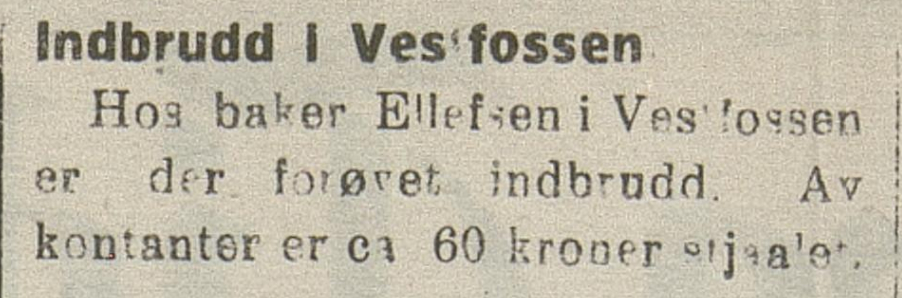 Indbrudd i Vestfossen
Hos baker Ellefsen i Vestfossen
er der forøvet indbrudd. Av
kontanter er ca 60 kroner stjaalet.